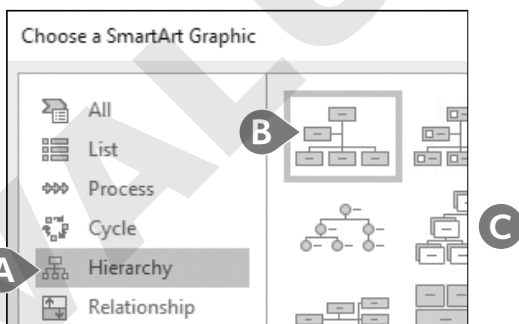 Choose a SmartArt Graphic
All
List
B
Process
Cycle
C
A
Hierarchy
Relationship